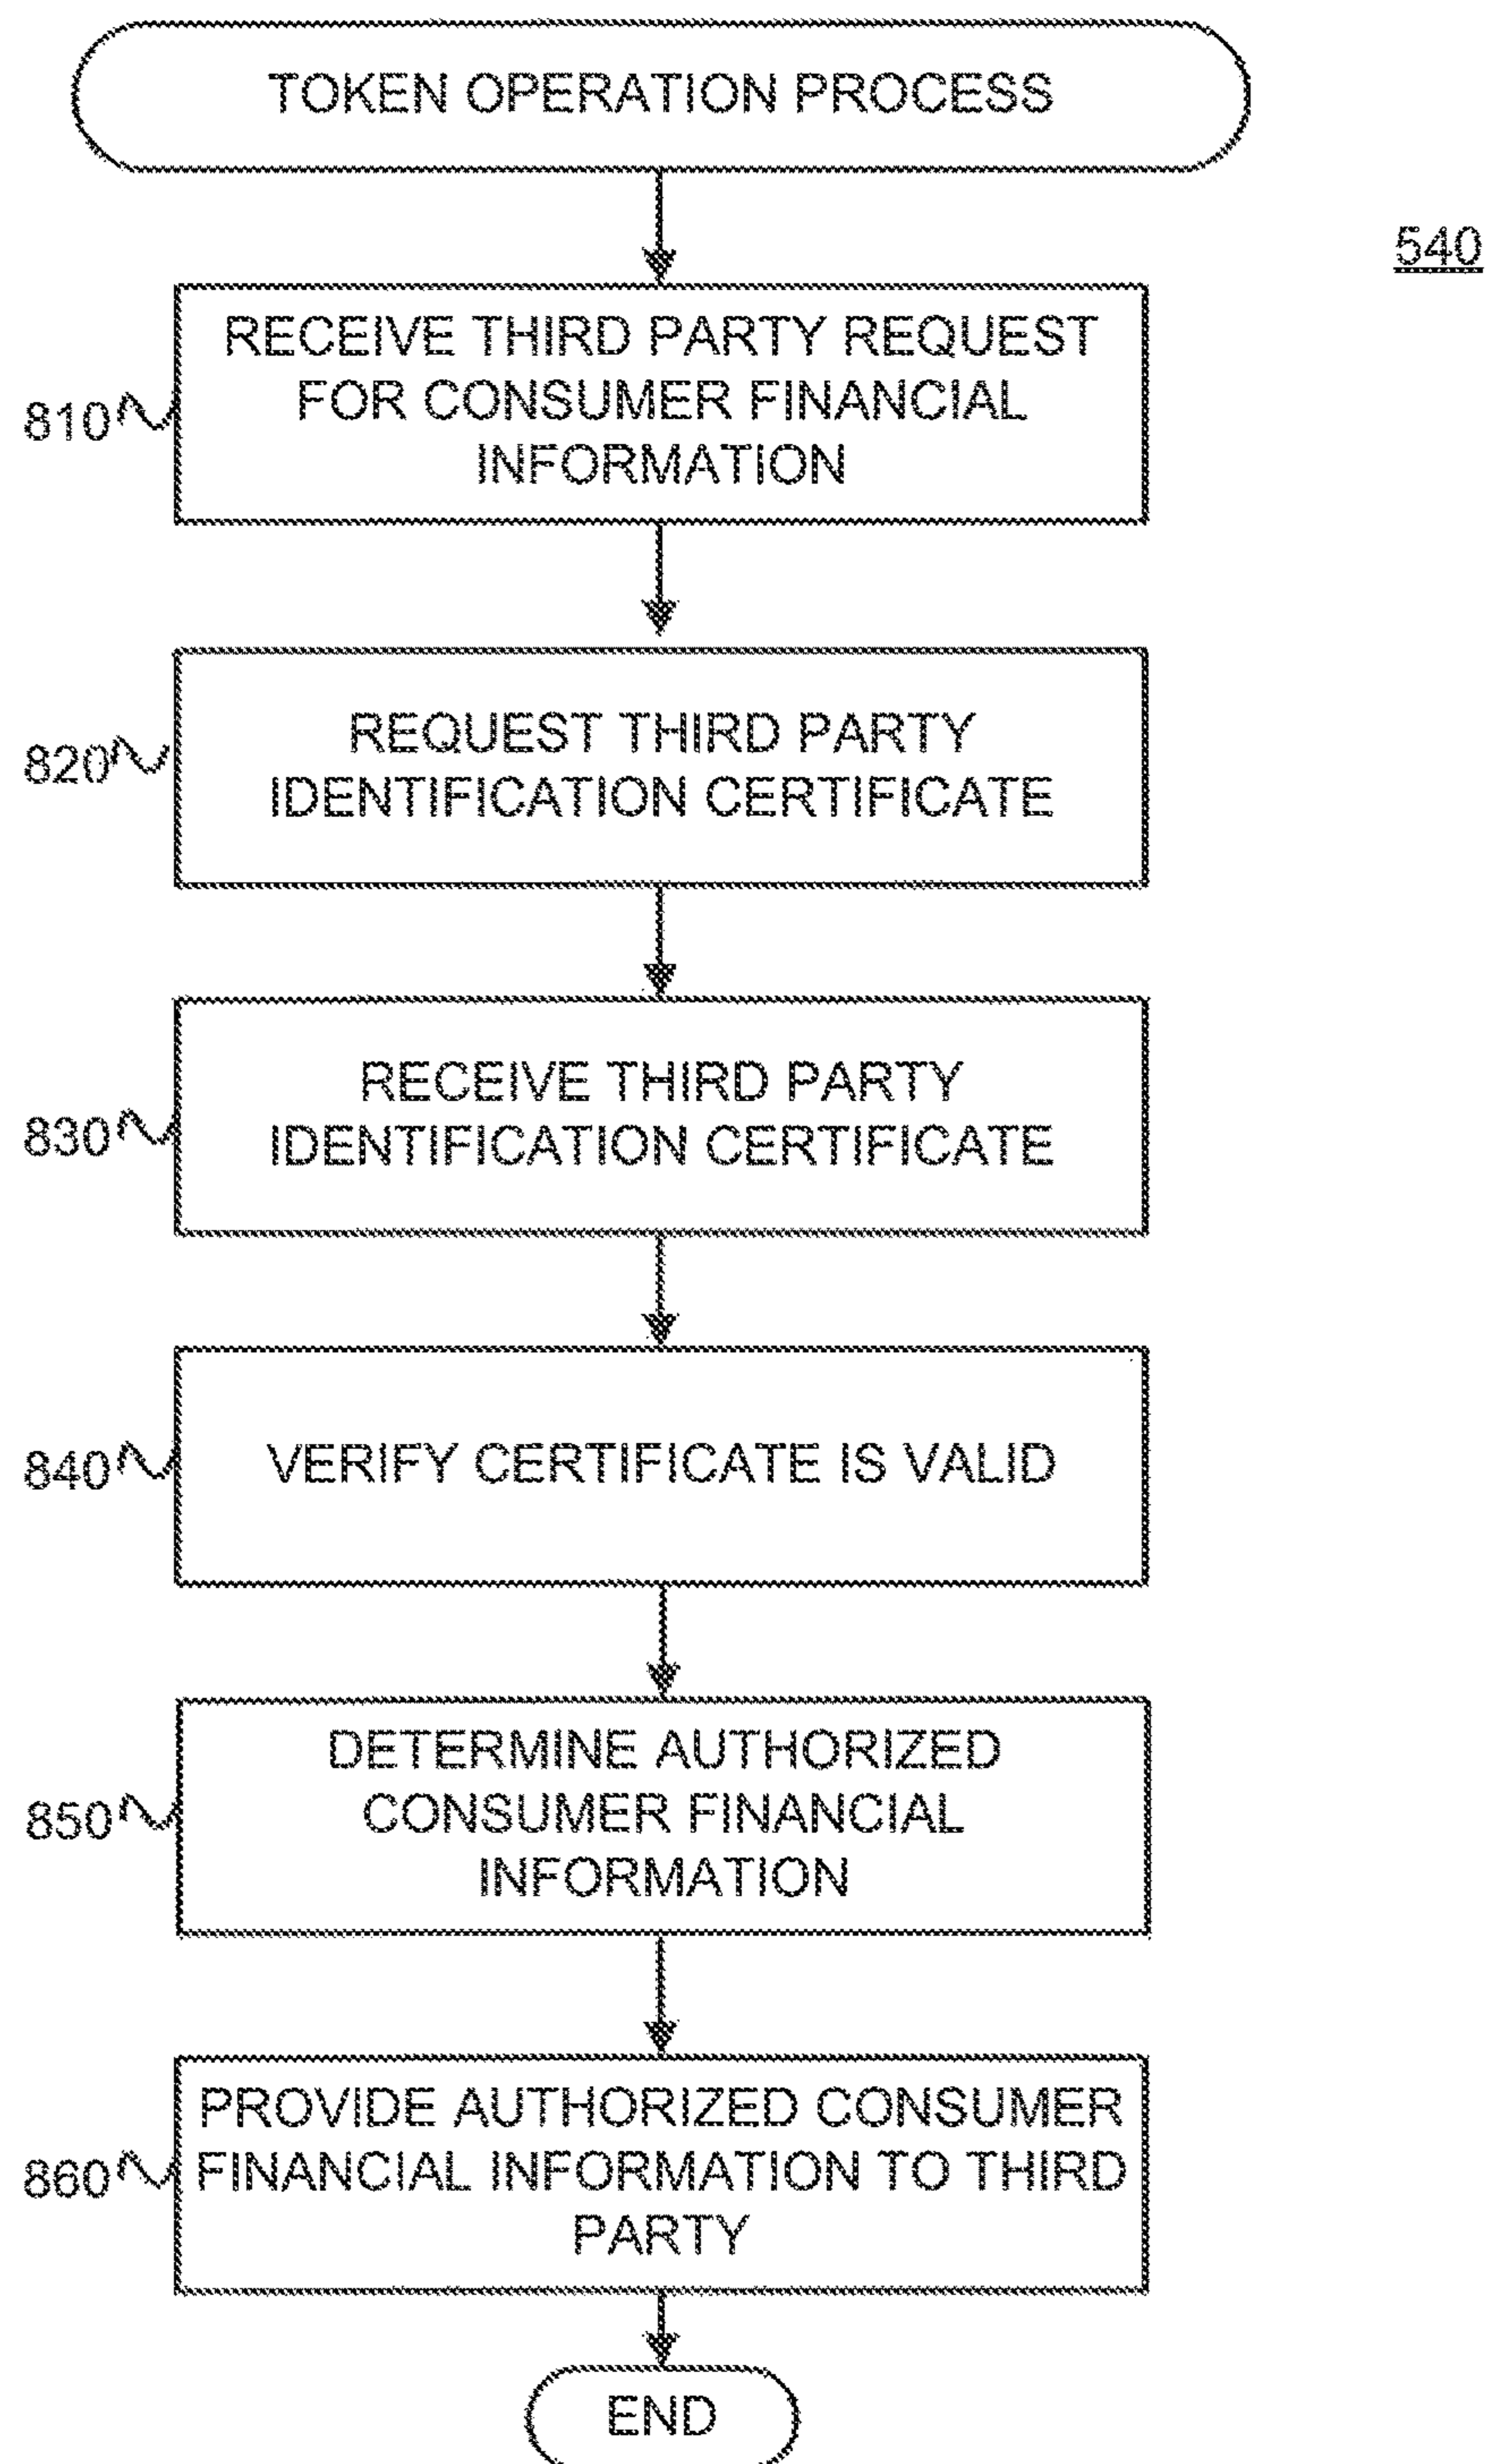 TOKEN OPERATION PROCESS
540
RECEIVE THIRD PARTY REQUEST
FOR CONSUMER FINANCIAL
INFORMATION
810
REQUEST THIRD PARTY
IDENTIFICATION CERTIFICATE
820
RECEIVE THIRD PARTY
IDENTIFICATION CERTIFICATE
830
VERIFY CERTIFICATE IS VALID
840
DETERMINE AUTHORIZED
CONSUMER FINANCIAL
INFORMATION
850
PROVIDE AUTHORIZED CONSUMER
FINANCIAL INFORMATION TO THIRD
PARTY
860
END